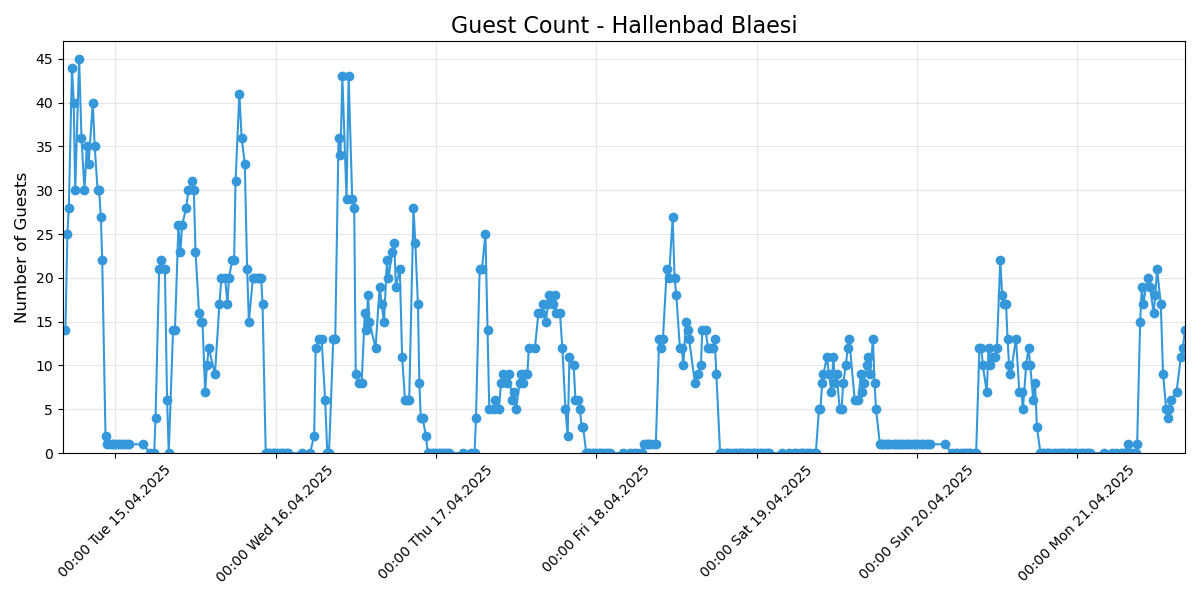 Guest Count - Hallenbad Blaesi
Number of Guests
45
40
35
30
25
20
15
10
5
0
00:00 Tue 15.04.2025
00:00 Wed 16.04.2025
00:00 Thu 17.04.2025
00:00 Fri 18.04.2025
00:00 Sat 19.04.2025
00:00 Sun 20.04.2025
00:00 Mon 21.04.2025